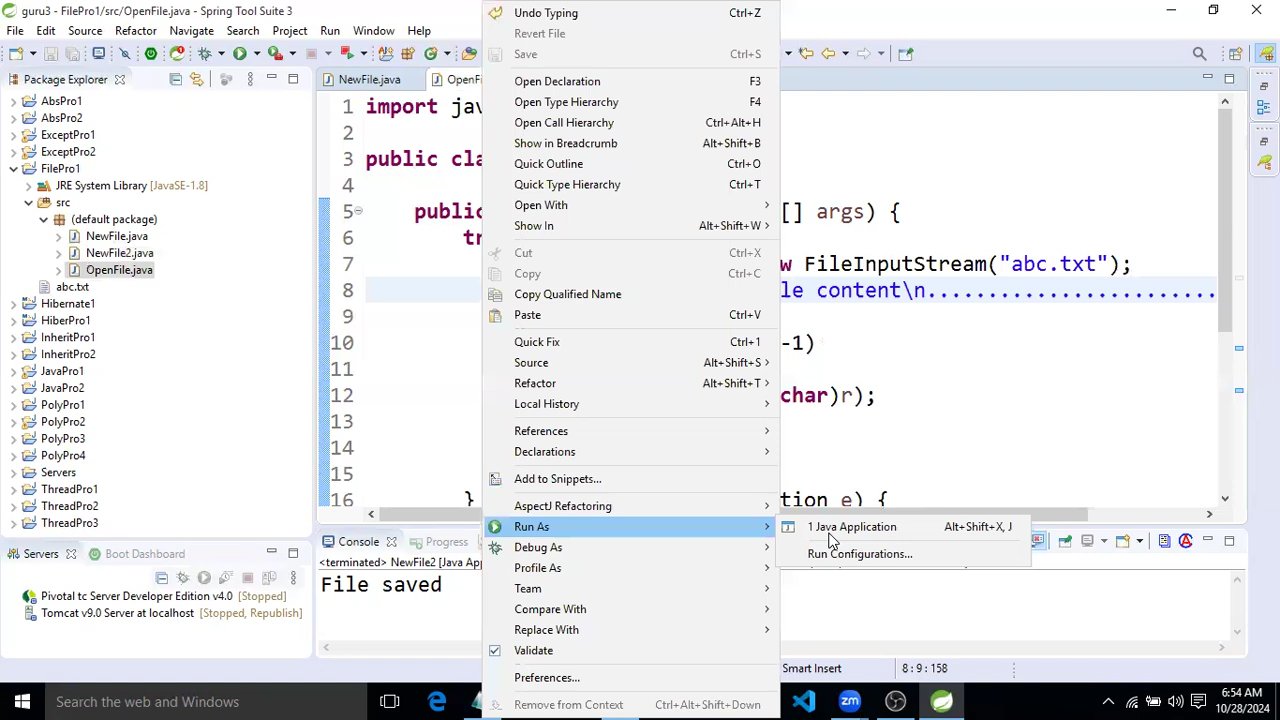 guru3 - FilePro1/src/OpenFile.java - Spring Tool Suite 3
File Edit Source Refactor Navigate Search Project Run Window Help
Package Explorer
AbsPro1
AbsPro2
ExceptPro1
ExceptPro2
FilePro1
JRE System Library [JavaSE-1.8]
src
(default package)
NewFile.java
NewFile2.java
OpenFile.java
abc.txt
Hibernate1
HiberPro1
InheritPro1
InheritPro2
JavaPro1
JavaPro2
PolyPro1
PolyPro2
PolyPro3
PolyPro4
Servers
ThreadPro1
ThreadPro2
ThreadPro3
Servers Boot Dashboard
Pivotal tc Server Developer Edition v4.0 [Stopped]
Tomcat v9.0 Server at localhost [Stopped, Republish]
NewFile.java OpenFi
1 import jav
2
3 public cla
4
5 public [] args) {
6 tr
7 w FileInputStream("abc.txt");
8 le content\n........................
9
10 -1)
11
12 char)r);
13
14
15
16 } tion e) {
Undo Typing Ctrl+Z
Revert File
Save Ctrl+S
Open Declaration F3
Open Type Hierarchy F4
Open Call Hierarchy Ctrl+Alt+H
Show in Breadcrumb Alt+Shift+B
Quick Outline Ctrl+O
Quick Type Hierarchy Ctrl+T
Open With
Show In Alt+Shift+W
Cut Ctrl+X
Copy Ctrl+C
Copy Qualified Name
Paste Ctrl+V
Quick Fix Ctrl+1
Source Alt+Shift+S
Refactor Alt+Shift+T
Local History
References
Declarations
Add to Snippets...
AspectJ Refactoring
Run As
Debug As
Profile As
Team
Compare With
Replace With
Validate
Preferences...
Remove from Context Ctrl+Alt+Shift+Down
1 Java Application Alt+Shift+X, J
Run Configurations...
Console Progress
<terminated> NewFile2 [Java Ap
File saved
Smart Insert 8 : 9 : 158
Search the web and Windows
6:54 AM
10/28/2024